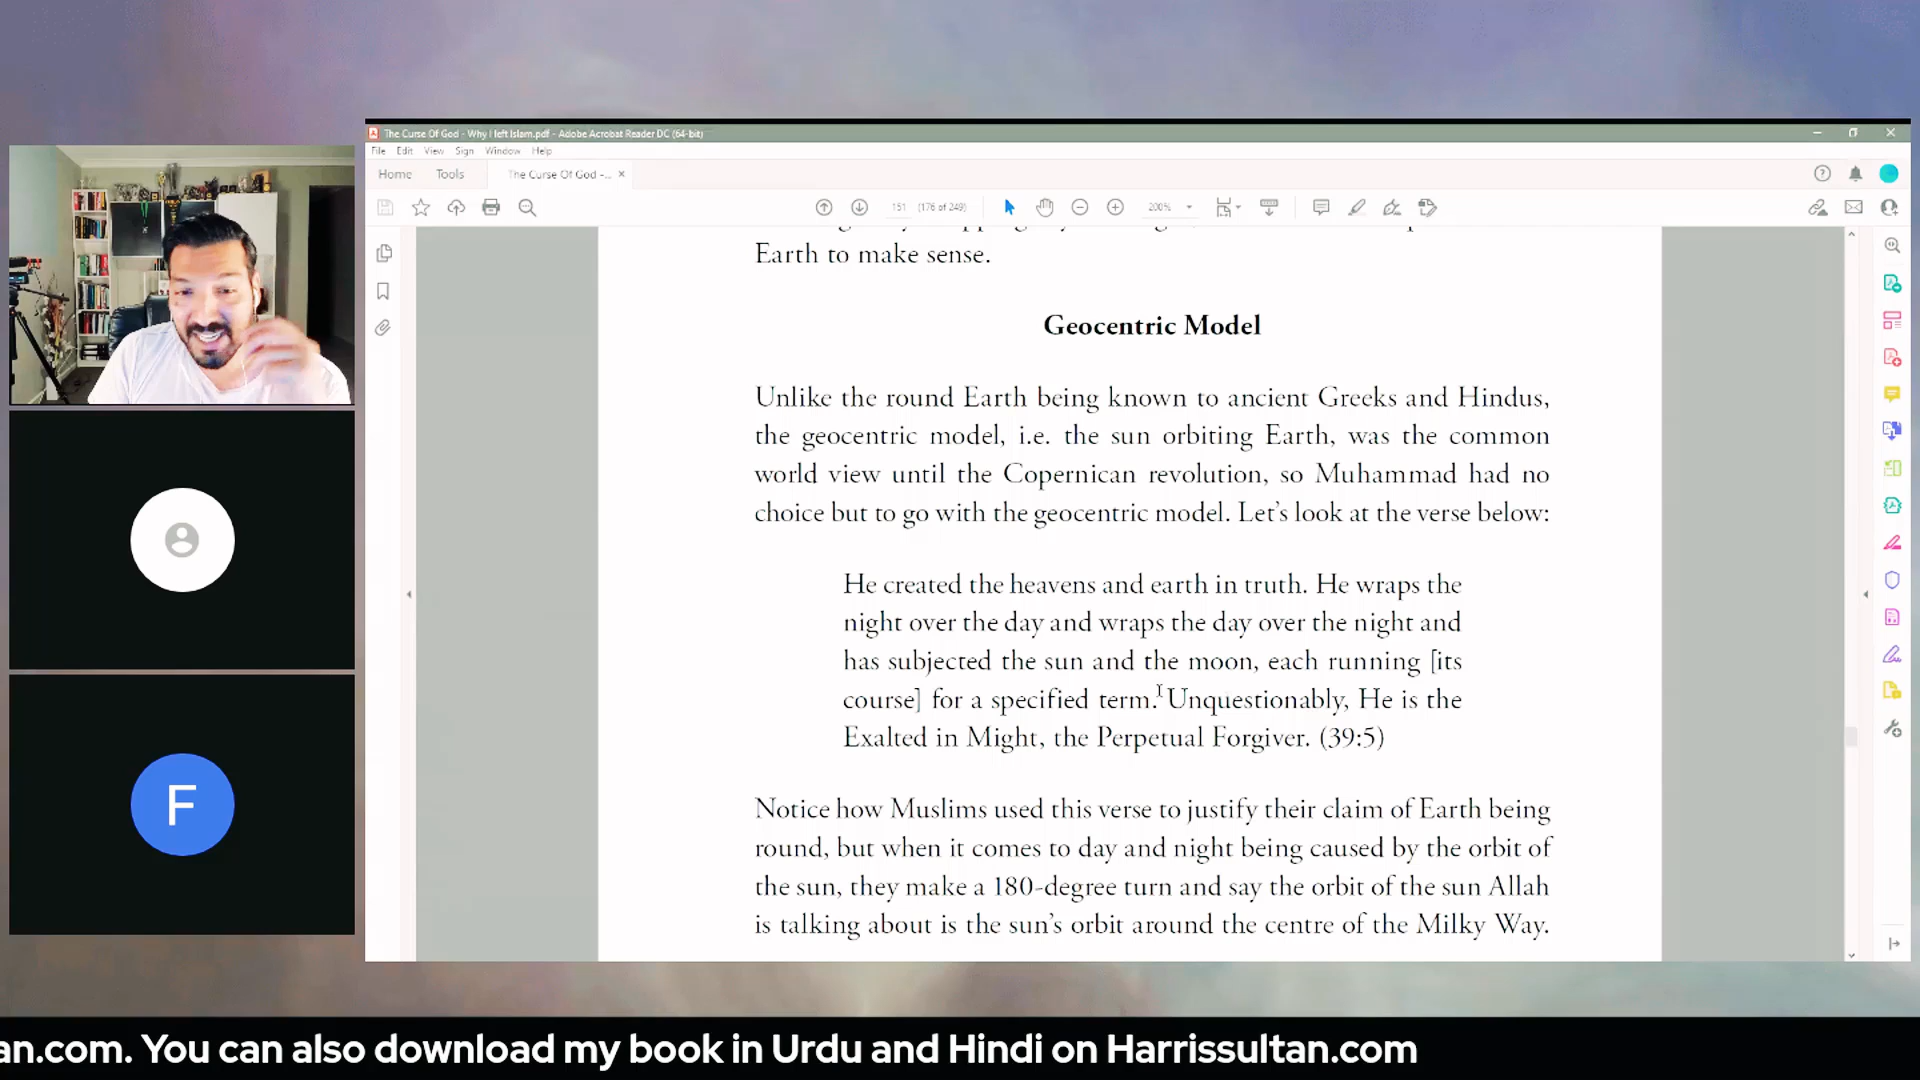 The Curse Of God - Why I left Islam.pdf - Adobe Acrobat Reader DC (64-bit)
File Edit View Sign Window Help
Home Tools The Curse Of God -... ×
151 (176 of 249) 200%
Earth to make sense.
Geocentric Model
Unlike the round Earth being known to ancient Greeks and Hindus,
the geocentric model, i.e. the sun orbiting Earth, was the common
world view until the Copernican revolution, so Muhammad had no
choice but to go with the geocentric model. Let's look at the verse below:
He created the heavens and earth in truth. He wraps the
night over the day and wraps the day over the night and
has subjected the sun and the moon, each running [its
course] for a specified term. Unquestionably, He is the
Exalted in Might, the Perpetual Forgiver. (39:5)
Notice how Muslims used this verse to justify their claim of Earth being
round, but when it comes to day and night being caused by the orbit of
the sun, they make a 180-degree turn and say the orbit of the sun Allah
is talking about is the sun's orbit around the centre of the Milky Way.
F
an.com. You can also download my book in Urdu and Hindi on Harrissultan.com